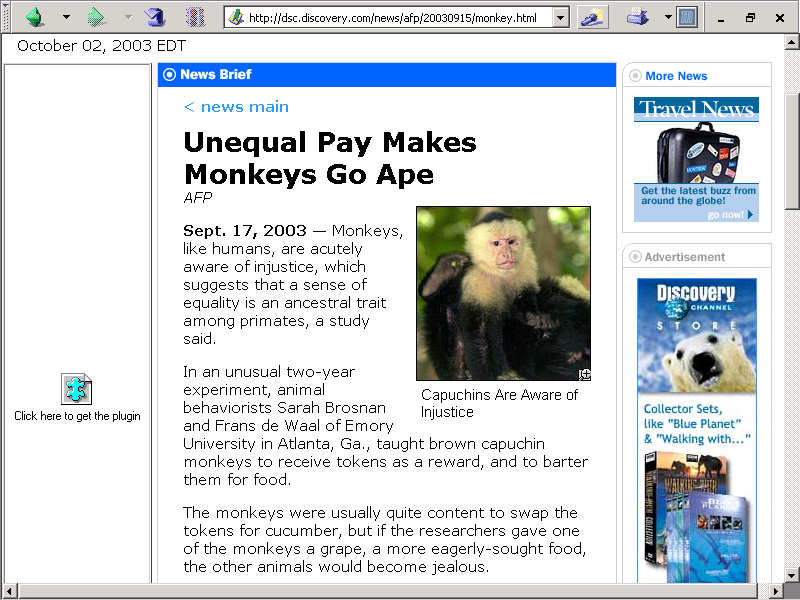 http://dsc.discovery.com/news/afp/20030915/monkey.html
October 02, 2003 EDT
Click here to get the plugin
News Brief
< news main
Unequal Pay Makes
Monkeys Go Ape
AFP
Sept. 17, 2003 — Monkeys,
like humans, are acutely
aware of injustice, which
suggests that a sense of
equality is an ancestral trait
among primates, a study
said.
Capuchins Are Aware of
Injustice
In an unusual two-year
experiment, animal
behaviorists Sarah Brosnan
and Frans de Waal of Emory
University in Atlanta, Ga., taught brown capuchin
monkeys to receive tokens as a reward, and to barter
them for food.
The monkeys were usually quite content to swap the
tokens for cucumber, but if the researchers gave one
of the monkeys a grape, a more eagerly-sought food,
the other animals would become jealous.
More News
Travel News
Get the latest buzz from
around the globe!
go now!
Advertisement
Discovery
CHANNEL
STORE
Collector Sets,
like "Blue Planet"
& "Walking with..."